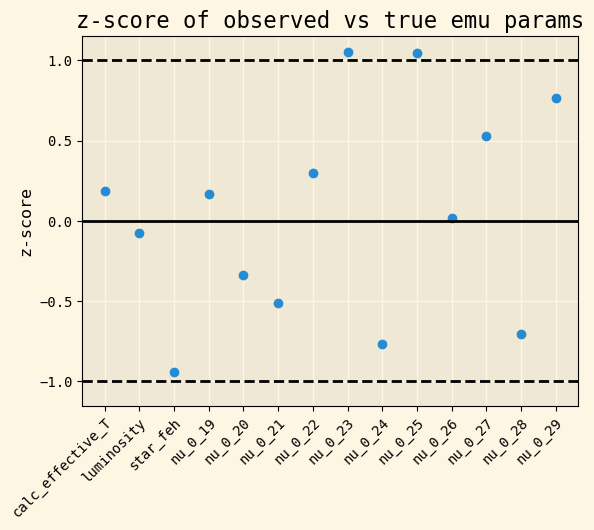 z-score of observed vs true emu params
z-score
1.0
0.5
0.0
−0.5
−1.0
calc_effective_T
luminosity
star_feh
nu_0_19
nu_0_20
nu_0_21
nu_0_22
nu_0_23
nu_0_24
nu_0_25
nu_0_26
nu_0_27
nu_0_28
nu_0_29